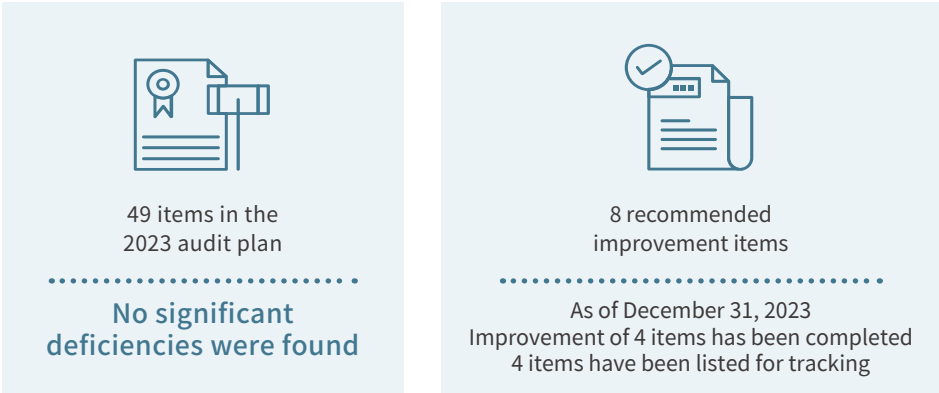 49 items in the
2023 audit plan
No significant
deficiencies were found
8 recommended
improvement items
As of December 31, 2023
Improvement of 4 items has been completed
4 items have been listed for tracking